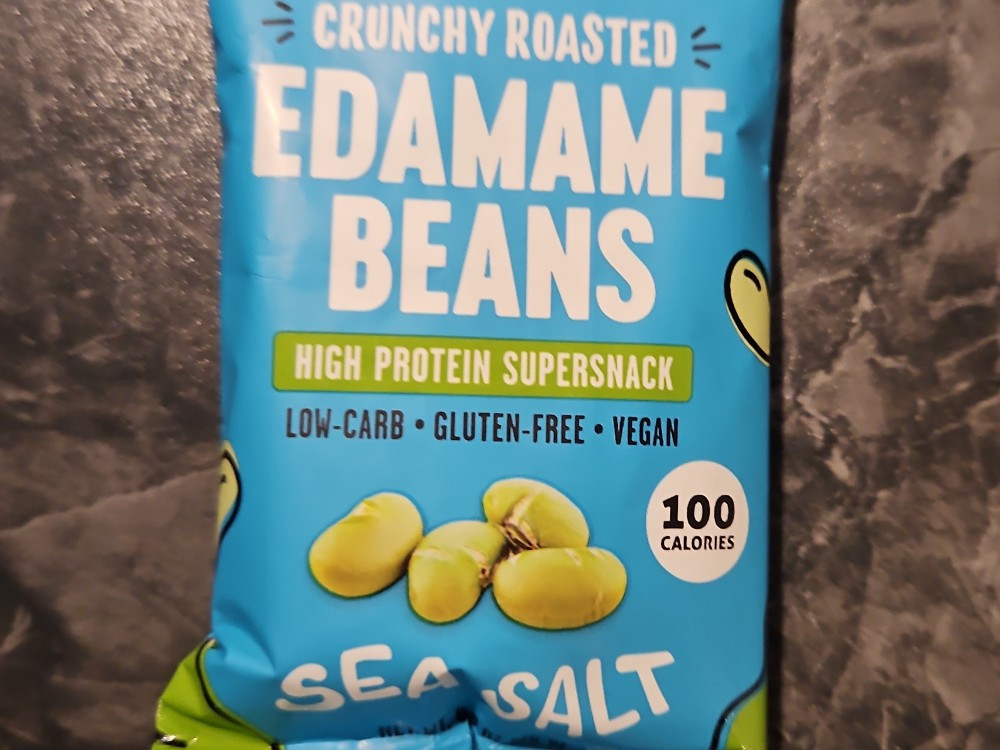 CRUNCHY ROASTED
EDAMAME
BEANS
HIGH PROTEIN SUPERSNACK
LOW-CARB • GLUTEN-FREE • VEGAN
100
CALORIES
SEA SALT